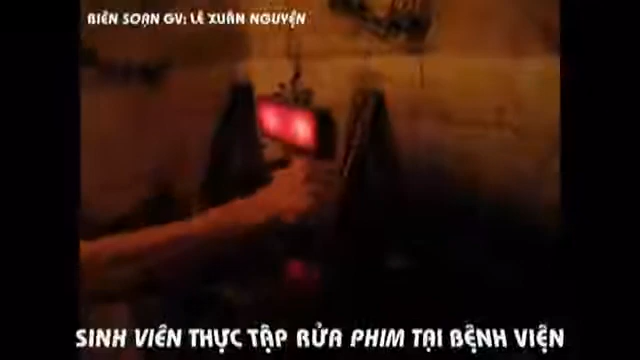 BIÊN SOẠN GV: LÊ XUÂN NGUYỆN
SINH VIÊN THỰC TẬP RỬA PHIM TẠI BỆNH VIỆN